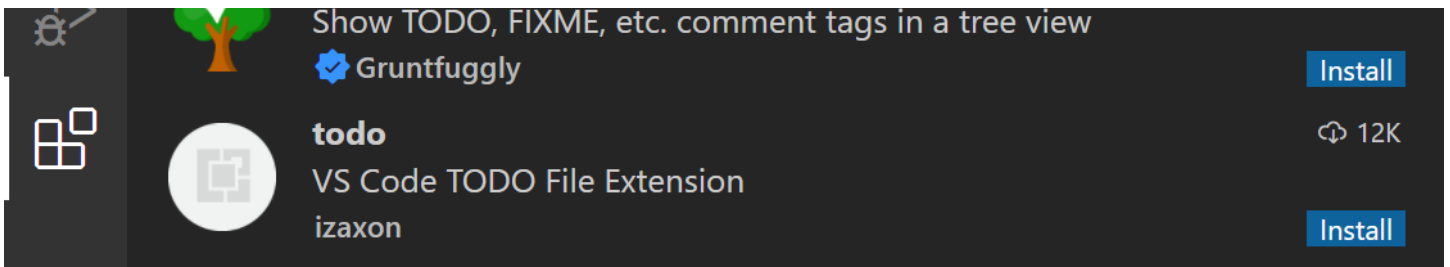 Show TODO, FIXME, etc. comment tags in a tree view
Gruntfuggly
Install
todo
12K
VS Code TODO File Extension
izaxon
Install